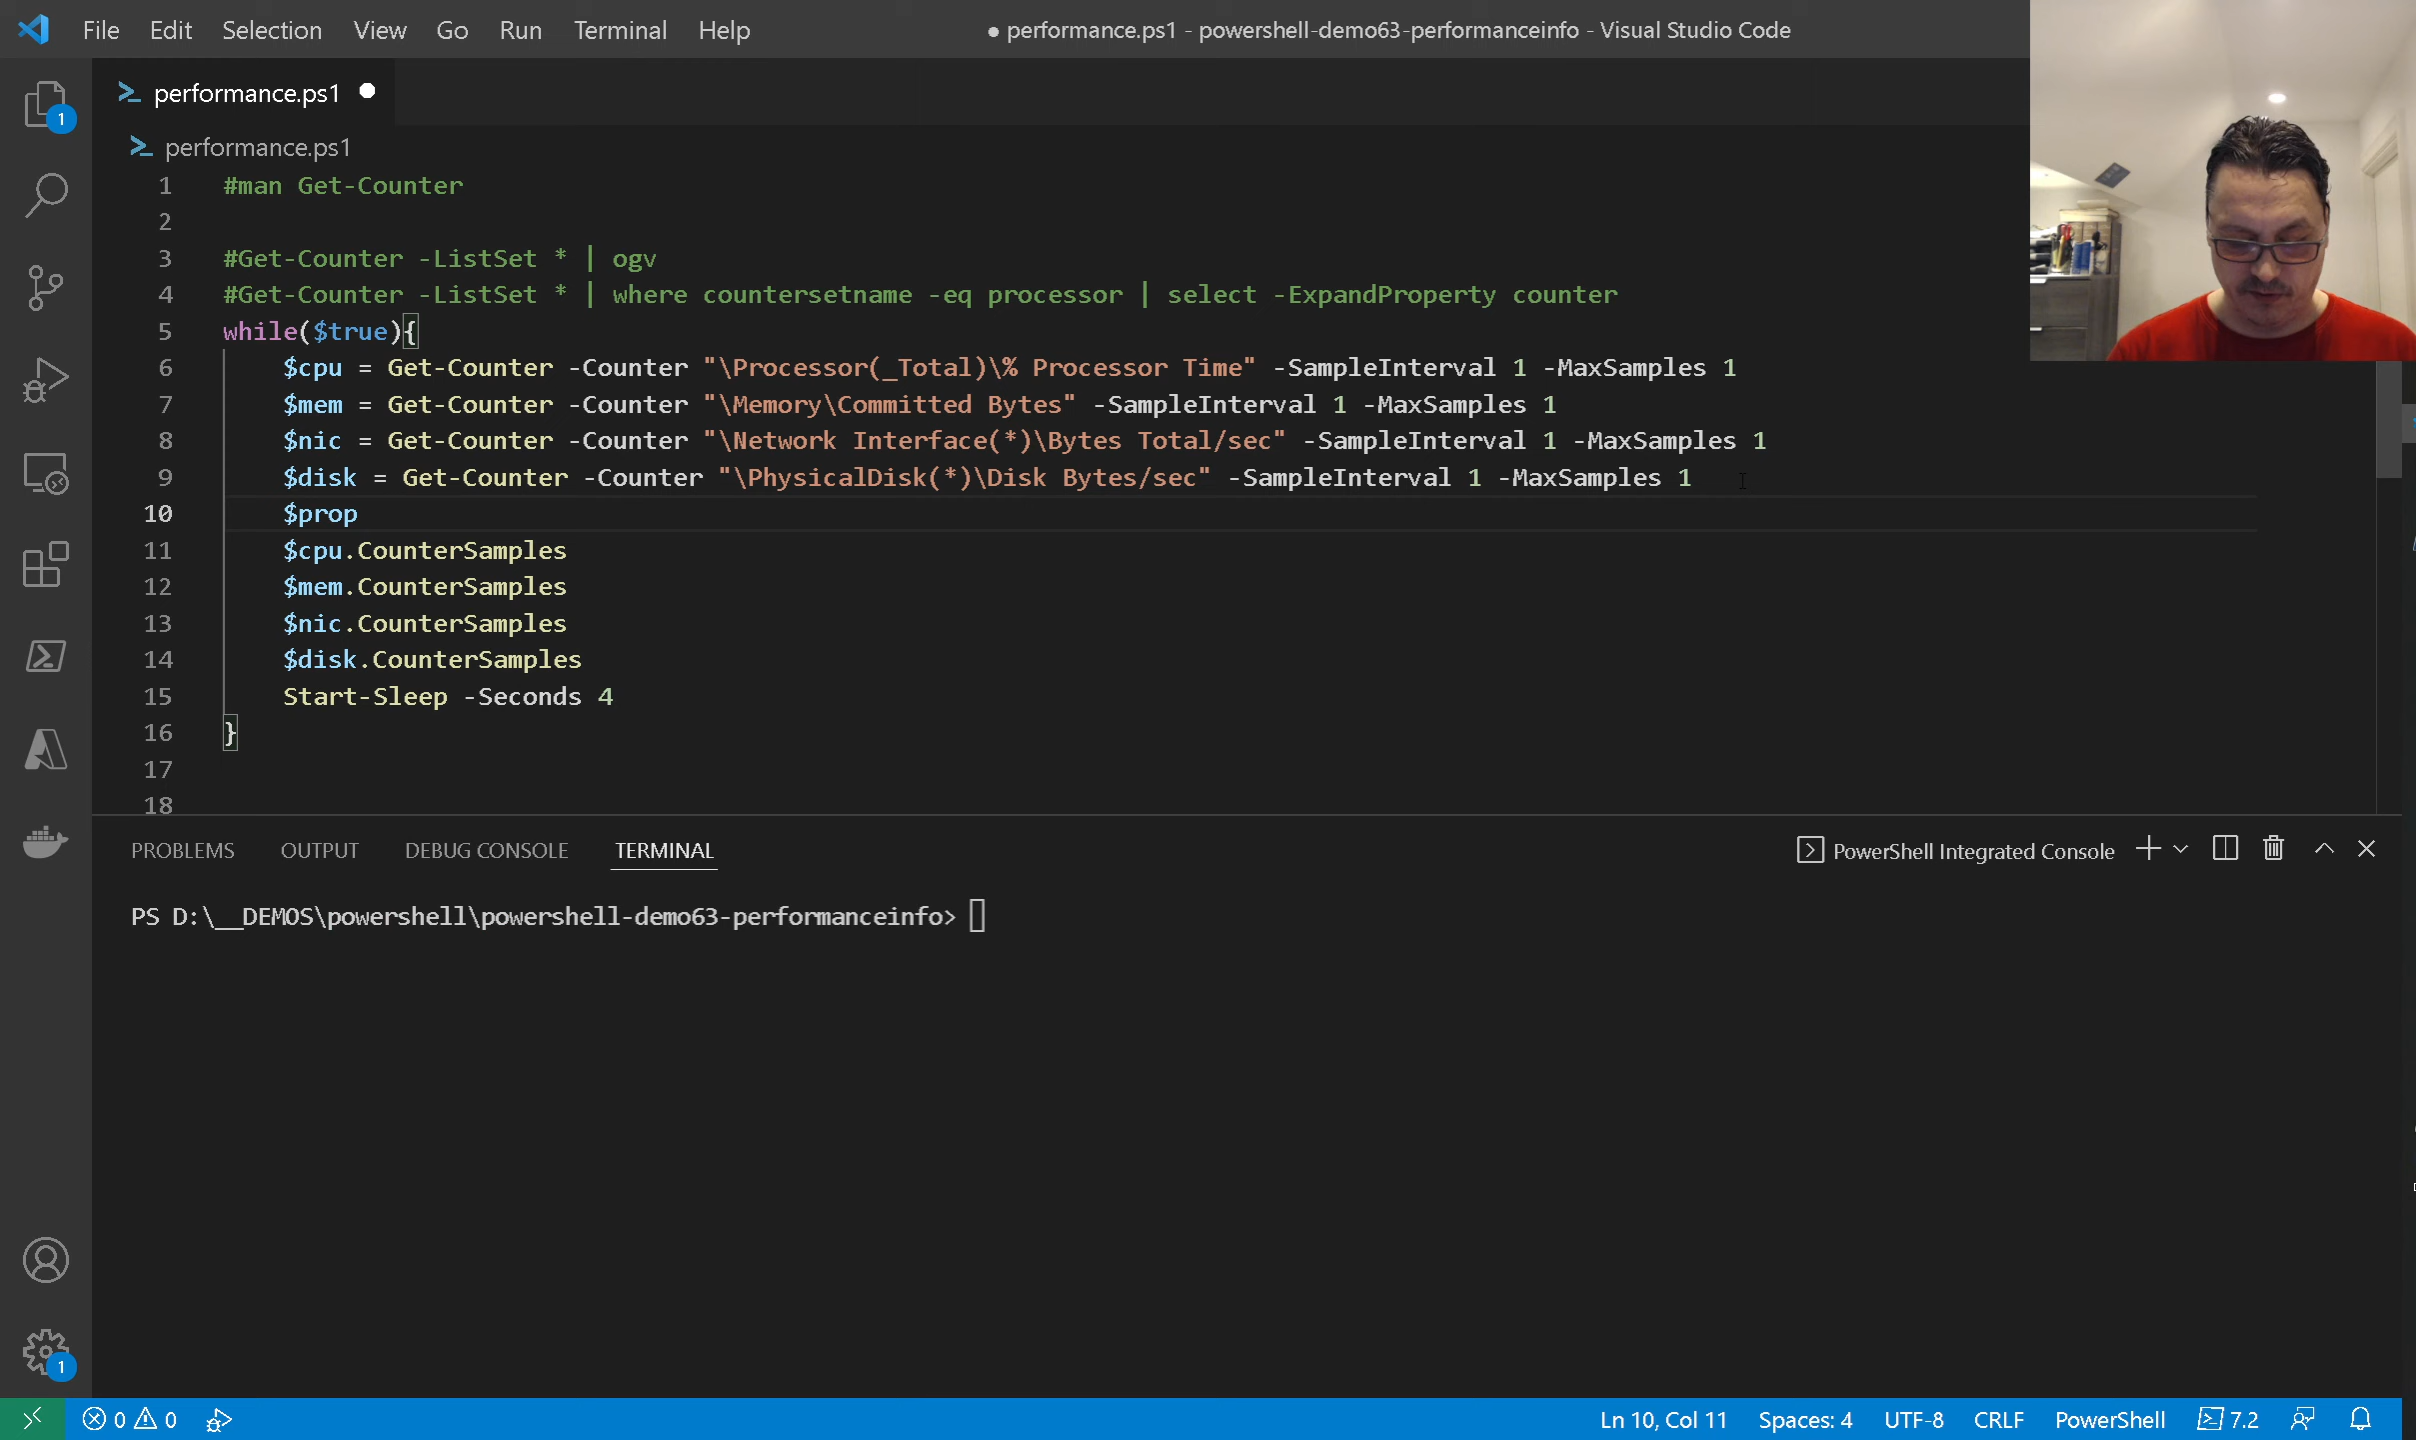 File Edit Selection View Go Run Terminal Help ● performance.ps1 - powershell-demo63-performanceinfo - Visual Studio Code
performance.ps1
performance.ps1
1 #man Get-Counter
2
3 #Get-Counter -ListSet * | ogv
4 #Get-Counter -ListSet * | where countersetname -eq processor | select -ExpandProperty counter
5 while($true){
6 $cpu = Get-Counter -Counter "\Processor(_Total)\% Processor Time" -SampleInterval 1 -MaxSamples 1
7 $mem = Get-Counter -Counter "\Memory\Committed Bytes" -SampleInterval 1 -MaxSamples 1
8 $nic = Get-Counter -Counter "\Network Interface(*)\Bytes Total/sec" -SampleInterval 1 -MaxSamples 1
9 $disk = Get-Counter -Counter "\PhysicalDisk(*)\Disk Bytes/sec" -SampleInterval 1 -MaxSamples 1
10 $prop
11 $cpu.CounterSamples
12 $mem.CounterSamples
13 $nic.CounterSamples
14 $disk.CounterSamples
15 Start-Sleep -Seconds 4
16 }
17
18
1
PROBLEMS OUTPUT DEBUG CONSOLE TERMINAL PowerShell Integrated Console
PS D:\__DEMOS\powershell\powershell-demo63-performanceinfo>
1
0 0 Ln 10, Col 11 Spaces: 4 UTF-8 CRLF PowerShell 7.2